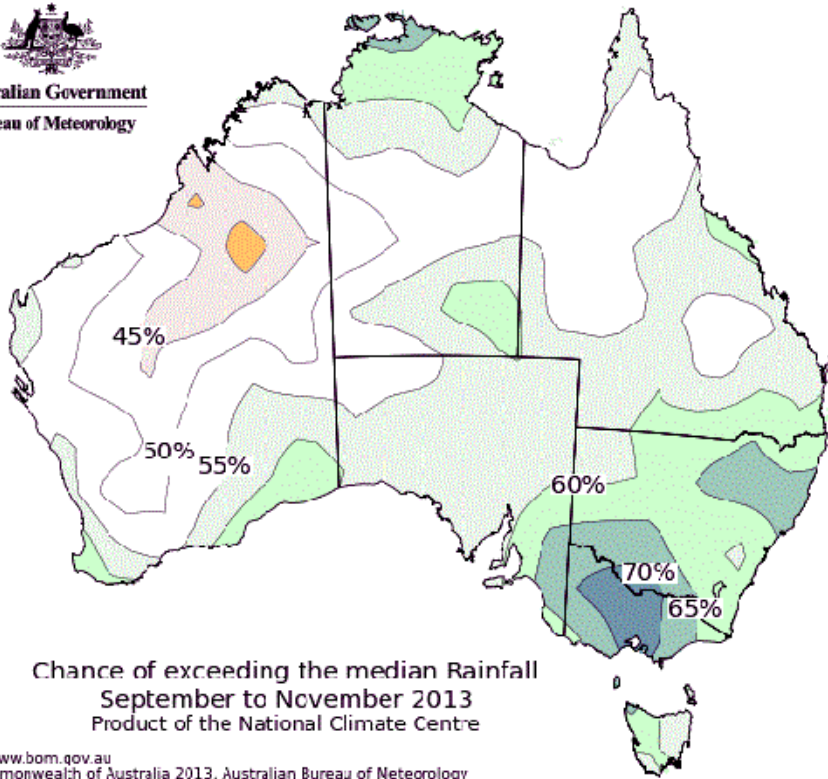 ralian Government
eau of Meteorology
45%
50%
55%
60%
70%
65%
Chance of exceeding the median Rainfall
September to November 2013
Product of the National Climate Centre
ww.bom.gov.au
monwealth of Australia 2013, Australian Bureau of Meteorology